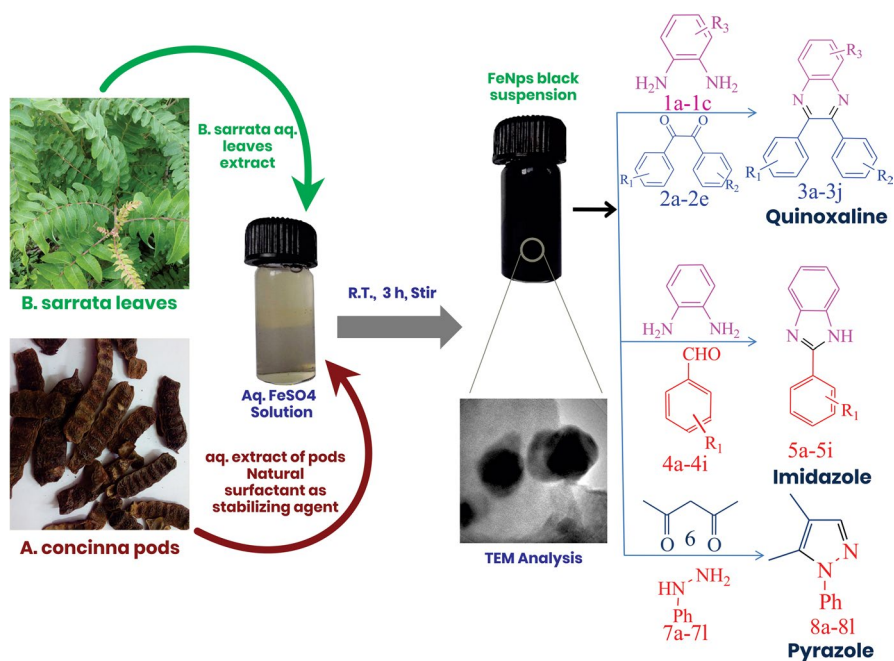 B. sarrata aq.
leaves
extract
B. sarrata leaves
A. concinna pods
Aq. FeSO4
Solution
aq. extract of pods
Natural
surfactant as
stabilizing agent
R.T., 3 h, Stir
FeNps black
suspension
TEM Analysis
R3
H2N NH2
1a-1c
O O
R1 R2
2a-2e
R3
N N
R1 R2
3a-3j
Quinoxaline
H2N NH2
CHO
R1
4a-4i
N NH
R1
5a-5i
Imidazole
O 6 O
HN NH2
Ph
7a-7l
N
N
Ph
8a-8l
Pyrazole